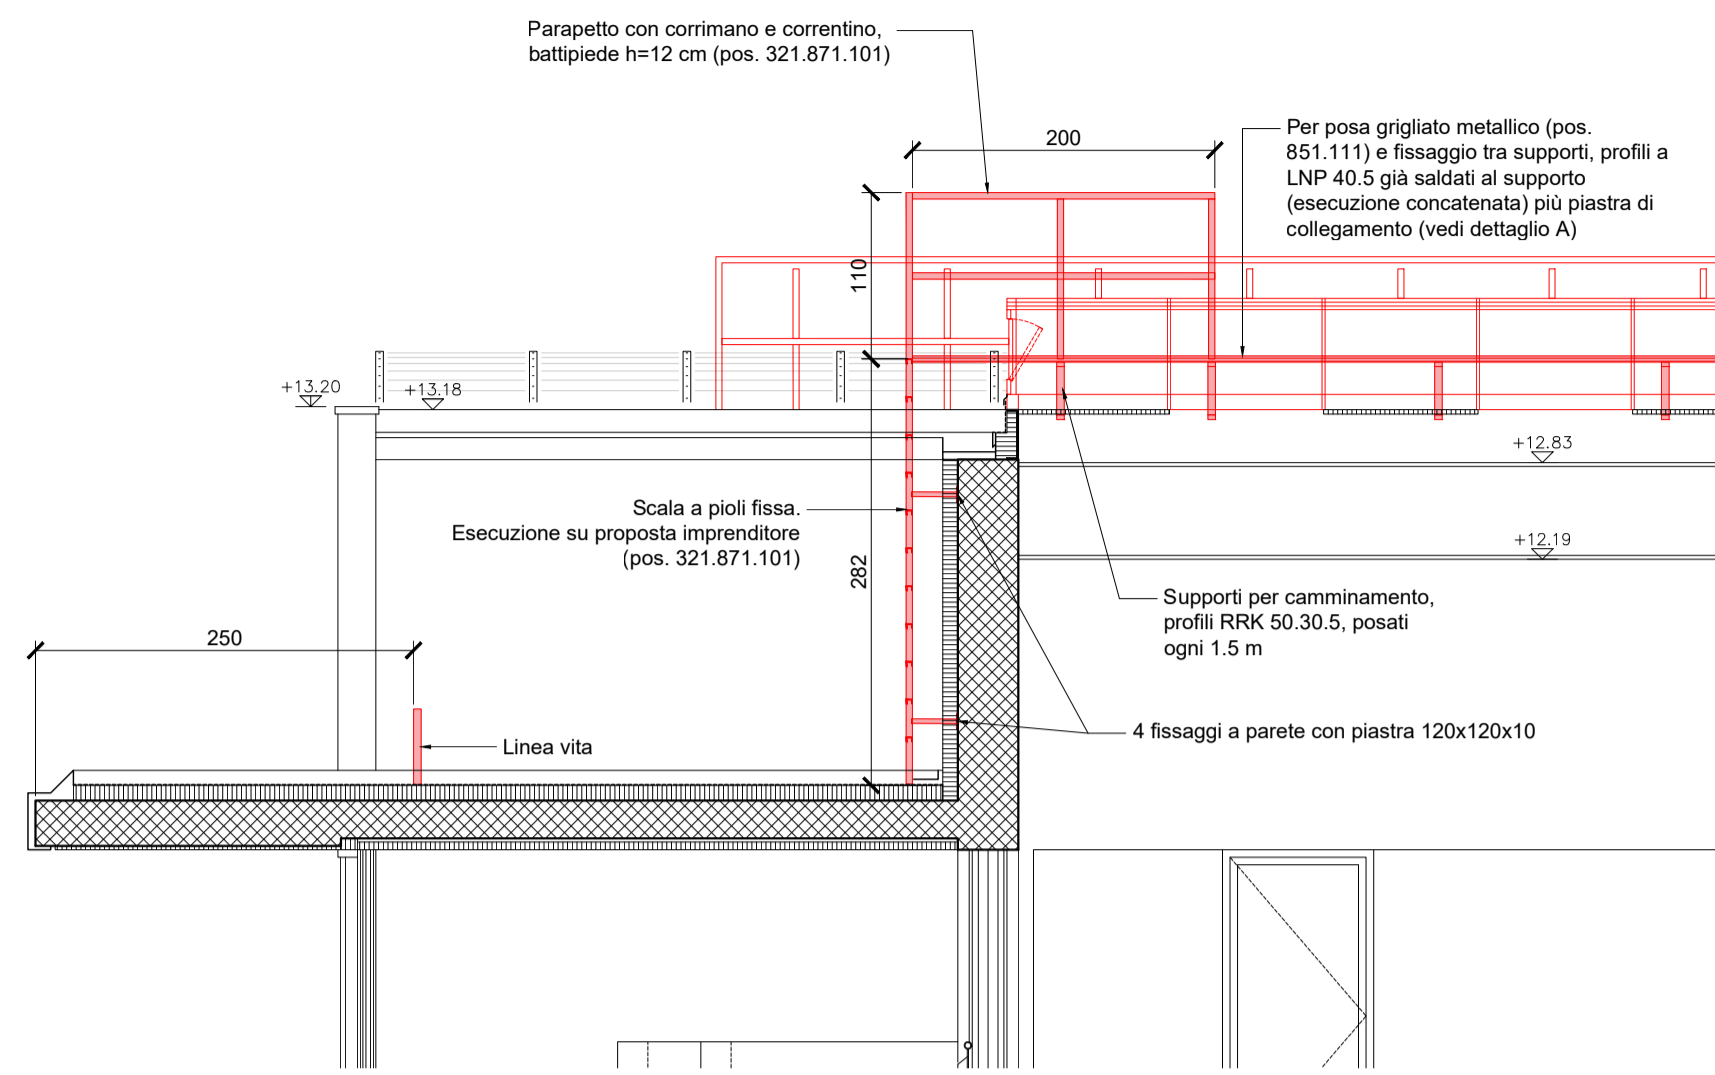 Parapetto con corrimano e correntino,
battipiede h=12 cm (pos. 321.871.101)
200
Per posa grigliato metallico (pos.
851.111) e fissaggio tra supporti, profili a
LNP 40.5 già saldati al supporto
(esecuzione concatenata) più piastra di
collegamento (vedi dettaglio A)
110
+13.20
+13.18
+12.83
Scala a pioli fissa.
Esecuzione su proposta imprenditore
(pos. 321.871.101)
+12.19
282
Supporti per camminamento,
profili RRK 50.30.5, posati
ogni 1.5 m
250
4 fissaggi a parete con piastra 120x120x10
Linea vita